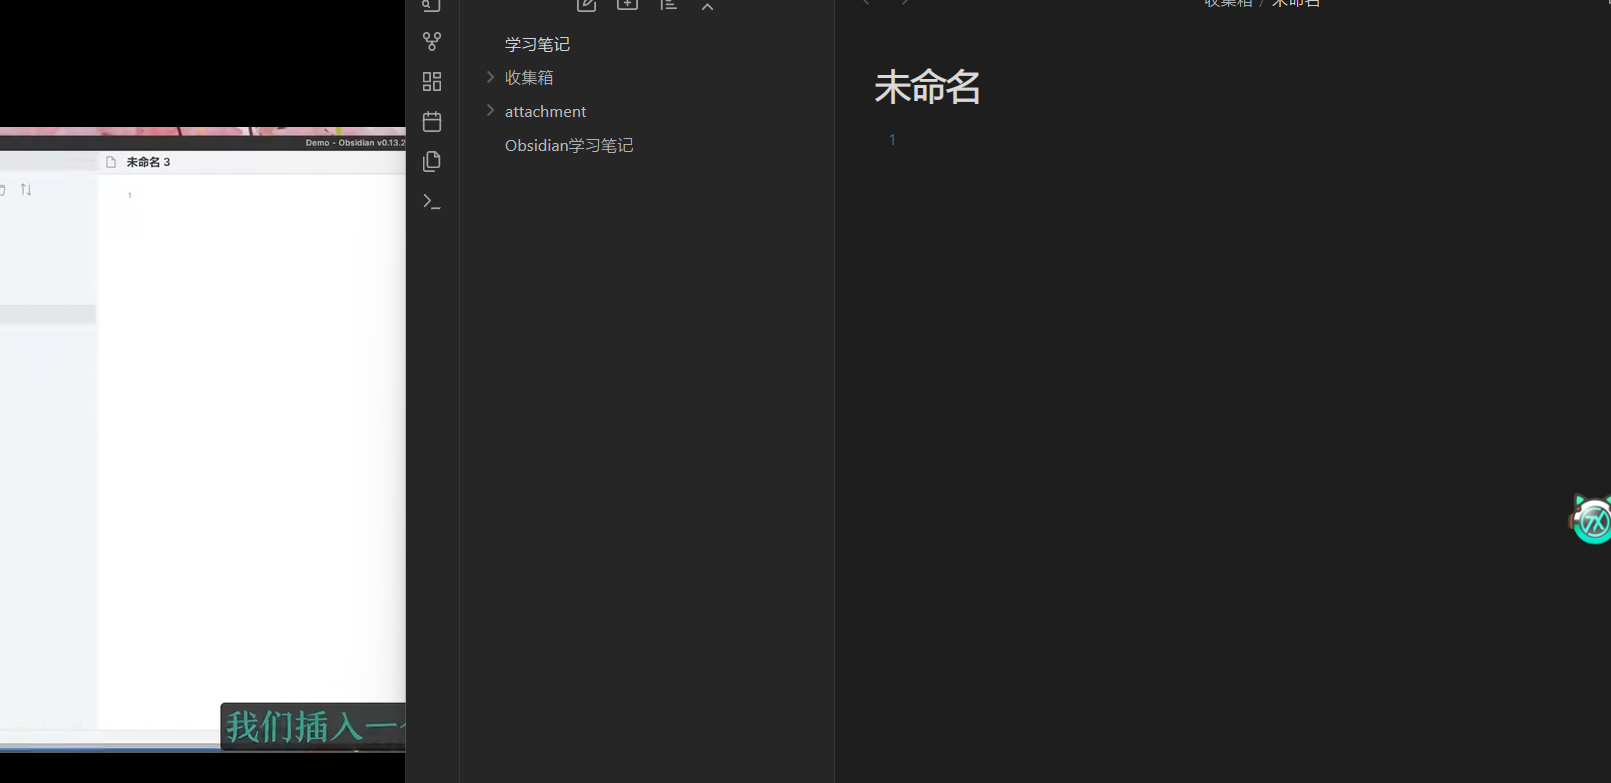 Demo - Obsidian v0.13.2
未命名 3
1
我们插入一
学习笔记
收集箱
attachment
Obsidian学习笔记
收集箱 / 未命名
未命名
1